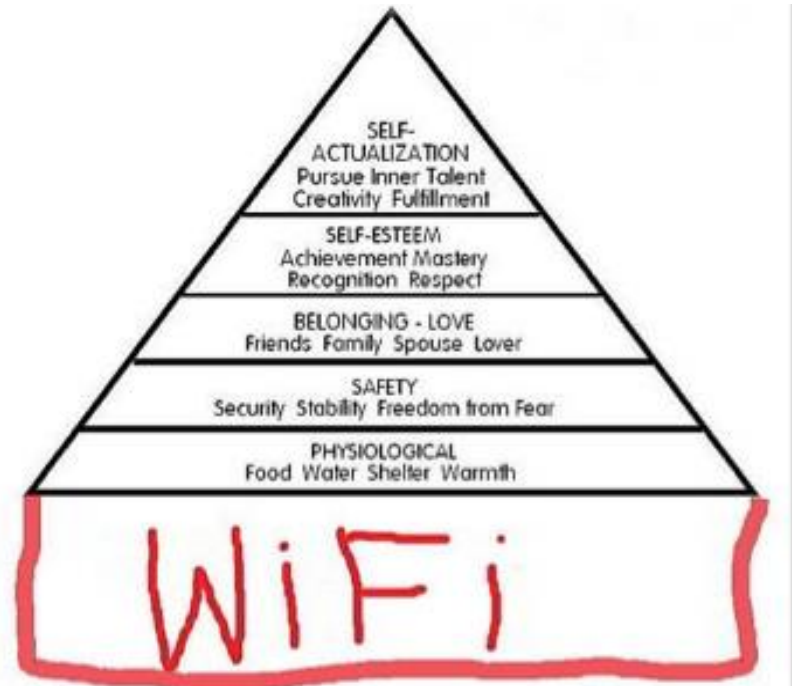 SELF-
ACTUALIZATION
Pursue Inner Talent
Creativity Fulfillment
SELF-ESTEEM
Achievement Mastery
Recognition Respect
BELONGING - LOVE
Friends Family Spouse Lover
SAFETY
Security Stability Freedom from Fear
PHYSIOLOGICAL
Food Water Shelter Warmth
WiFi